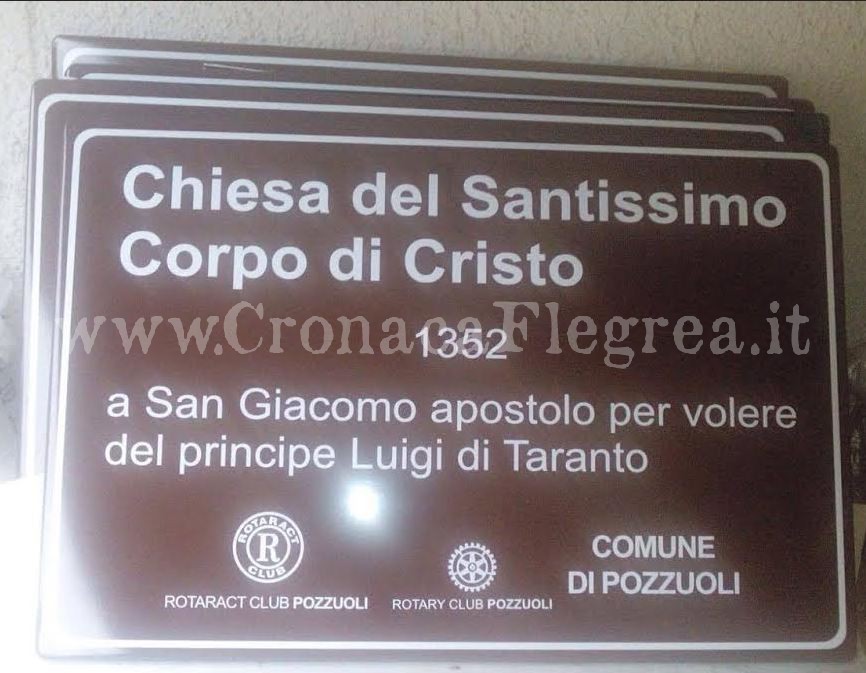 Chiesa del Santissimo
Corpo di Cristo
www.CronacaFlegrea.it
1352
a San Giacomo apostolo per volere
del principe Luigi di Taranto
ROTARACT
R
CLUB
ROTARACT CLUB POZZUOLI
ROTARY CLUB POZZUOLI
COMUNE
DI POZZUOLI